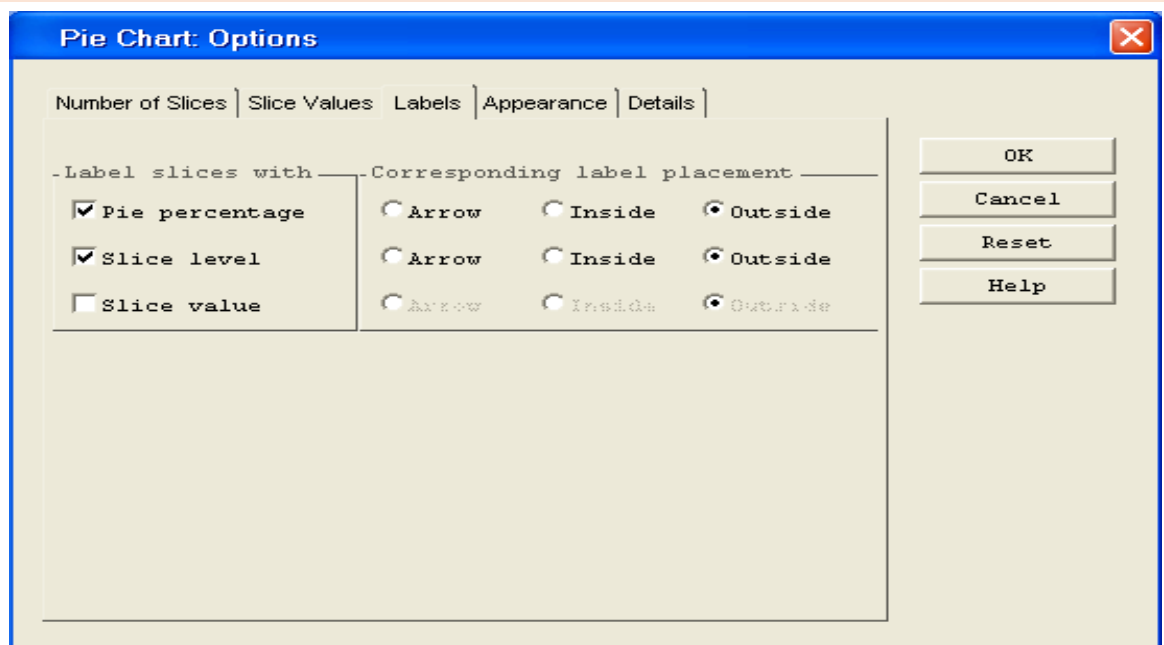 Pie Chart: Options
Number of Slices Slice Values Labels Appearance Details
Label slices with Corresponding label placement
Pie percentage Arrow Inside Outside
Slice level Arrow Inside Outside
Slice value Arrow Inside Outside
OK
Cancel
Reset
Help